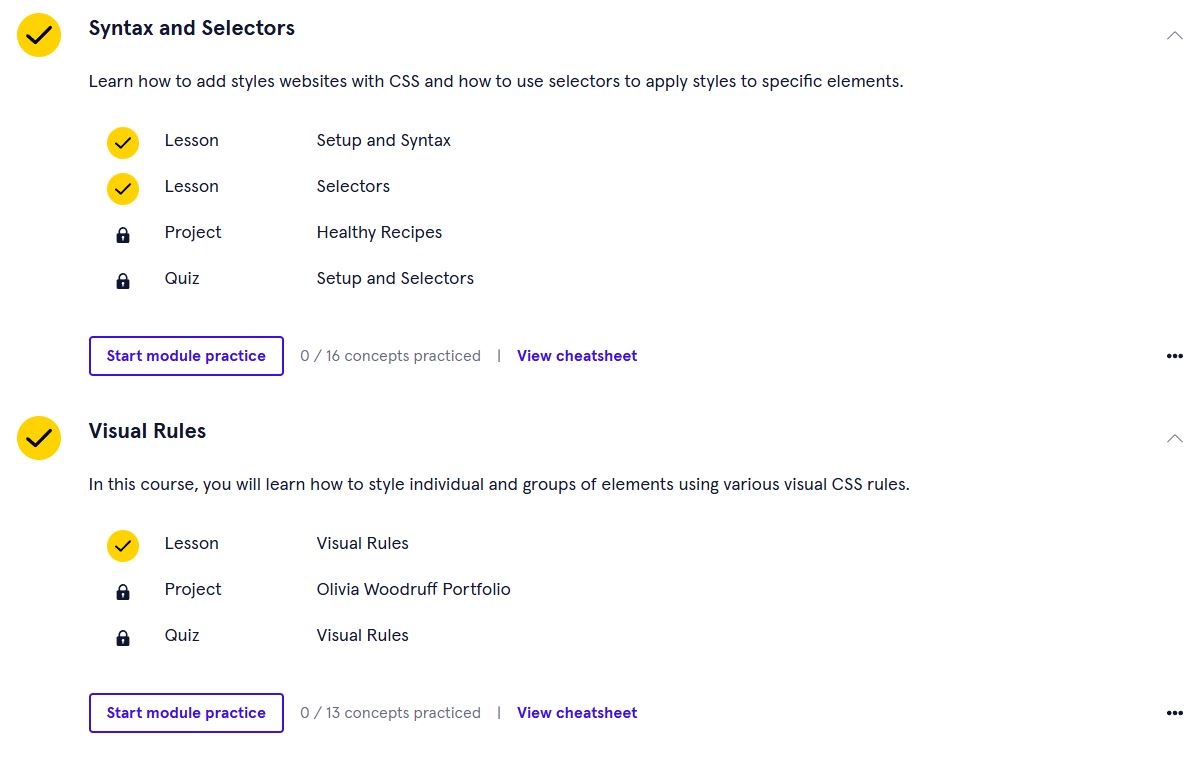 Syntax and Selectors
Learn how to add styles websites with CSS and how to use selectors to apply styles to specific elements.
Lesson Setup and Syntax
Lesson Selectors
Project Healthy Recipes
Quiz Setup and Selectors
Start module practice 0 / 16 concepts practiced | View cheatsheet
Visual Rules
In this course, you will learn how to style individual and groups of elements using various visual CSS rules.
Lesson Visual Rules
Project Olivia Woodruff Portfolio
Quiz Visual Rules
Start module practice 0 / 13 concepts practiced | View cheatsheet